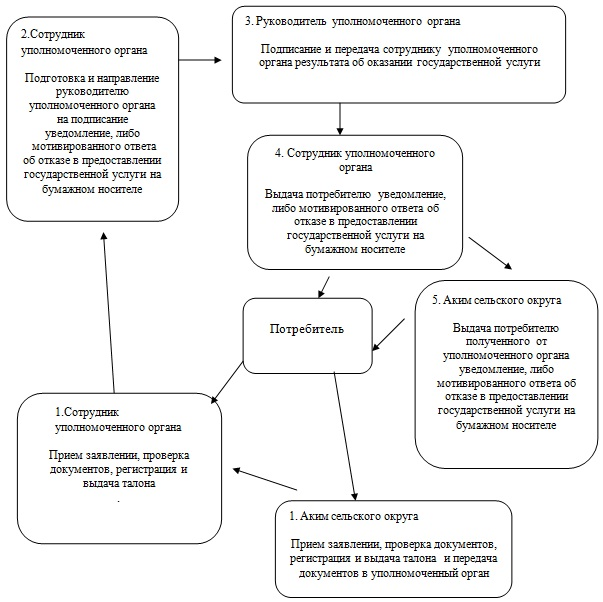 2.Сотрудник
уполномоченного органа
Подготовка и направление
руководителю
уполномоченного органа
на подписание
уведомление, либо
мотивированного ответа
об отказе в предоставлении
государственной услуги на
бумажном носителе
3. Руководитель уполномоченного органа
Подписание и передача сотруднику уполномоченного
органа результата об оказании государственной услуги
4. Сотрудник уполномоченного
органа
Выдача потребителю уведомление,
либо мотивированного ответа об
отказе в предоставлении
государственной услуги на
бумажном носителе
5. Аким сельского округа
Выдача потребителю
полученного от
уполномоченного органа
уведомление, либо
мотивированного ответа об
отказе в предоставлении
государственной услуги на
бумажном носителе
Потребитель
1.Сотрудник
уполномоченного органа
Прием заявлении, проверка
документов, регистрация и
выдача талона
.
1. Аким сельского округа
Прием заявлении, проверка документов,
регистрация и выдача талона и передача
документов в уполномоченный орган